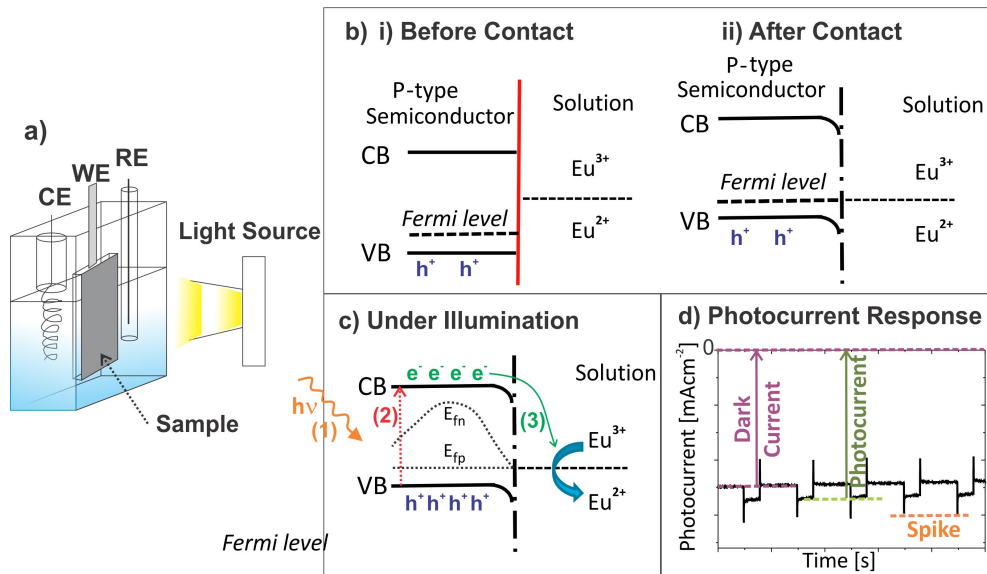 a)
CE
WE
RE
Light Source
Sample
b) i) Before Contact
P-type
Semiconductor
Solution
CB
Eu³⁺
Fermi level
Eu²⁺
VB
h⁺ h⁺
ii) After Contact
P-type
Semiconductor
Solution
CB
Eu³⁺
Fermi level
VB
Eu²⁺
h⁺ h⁺
c) Under Illumination
e⁻ e⁻ e⁻ e⁻
Solution
CB
hν
(1)
(2)
(3)
E_fn
Eu³⁺
E_fp
VB
Eu²⁺
h⁺ h⁺ h⁺ h⁺
Fermi level
d) Photocurrent Response
Photocurrent [mAcm⁻²]
0
Dark
Current
Photocurrent
Spike
Time [s]